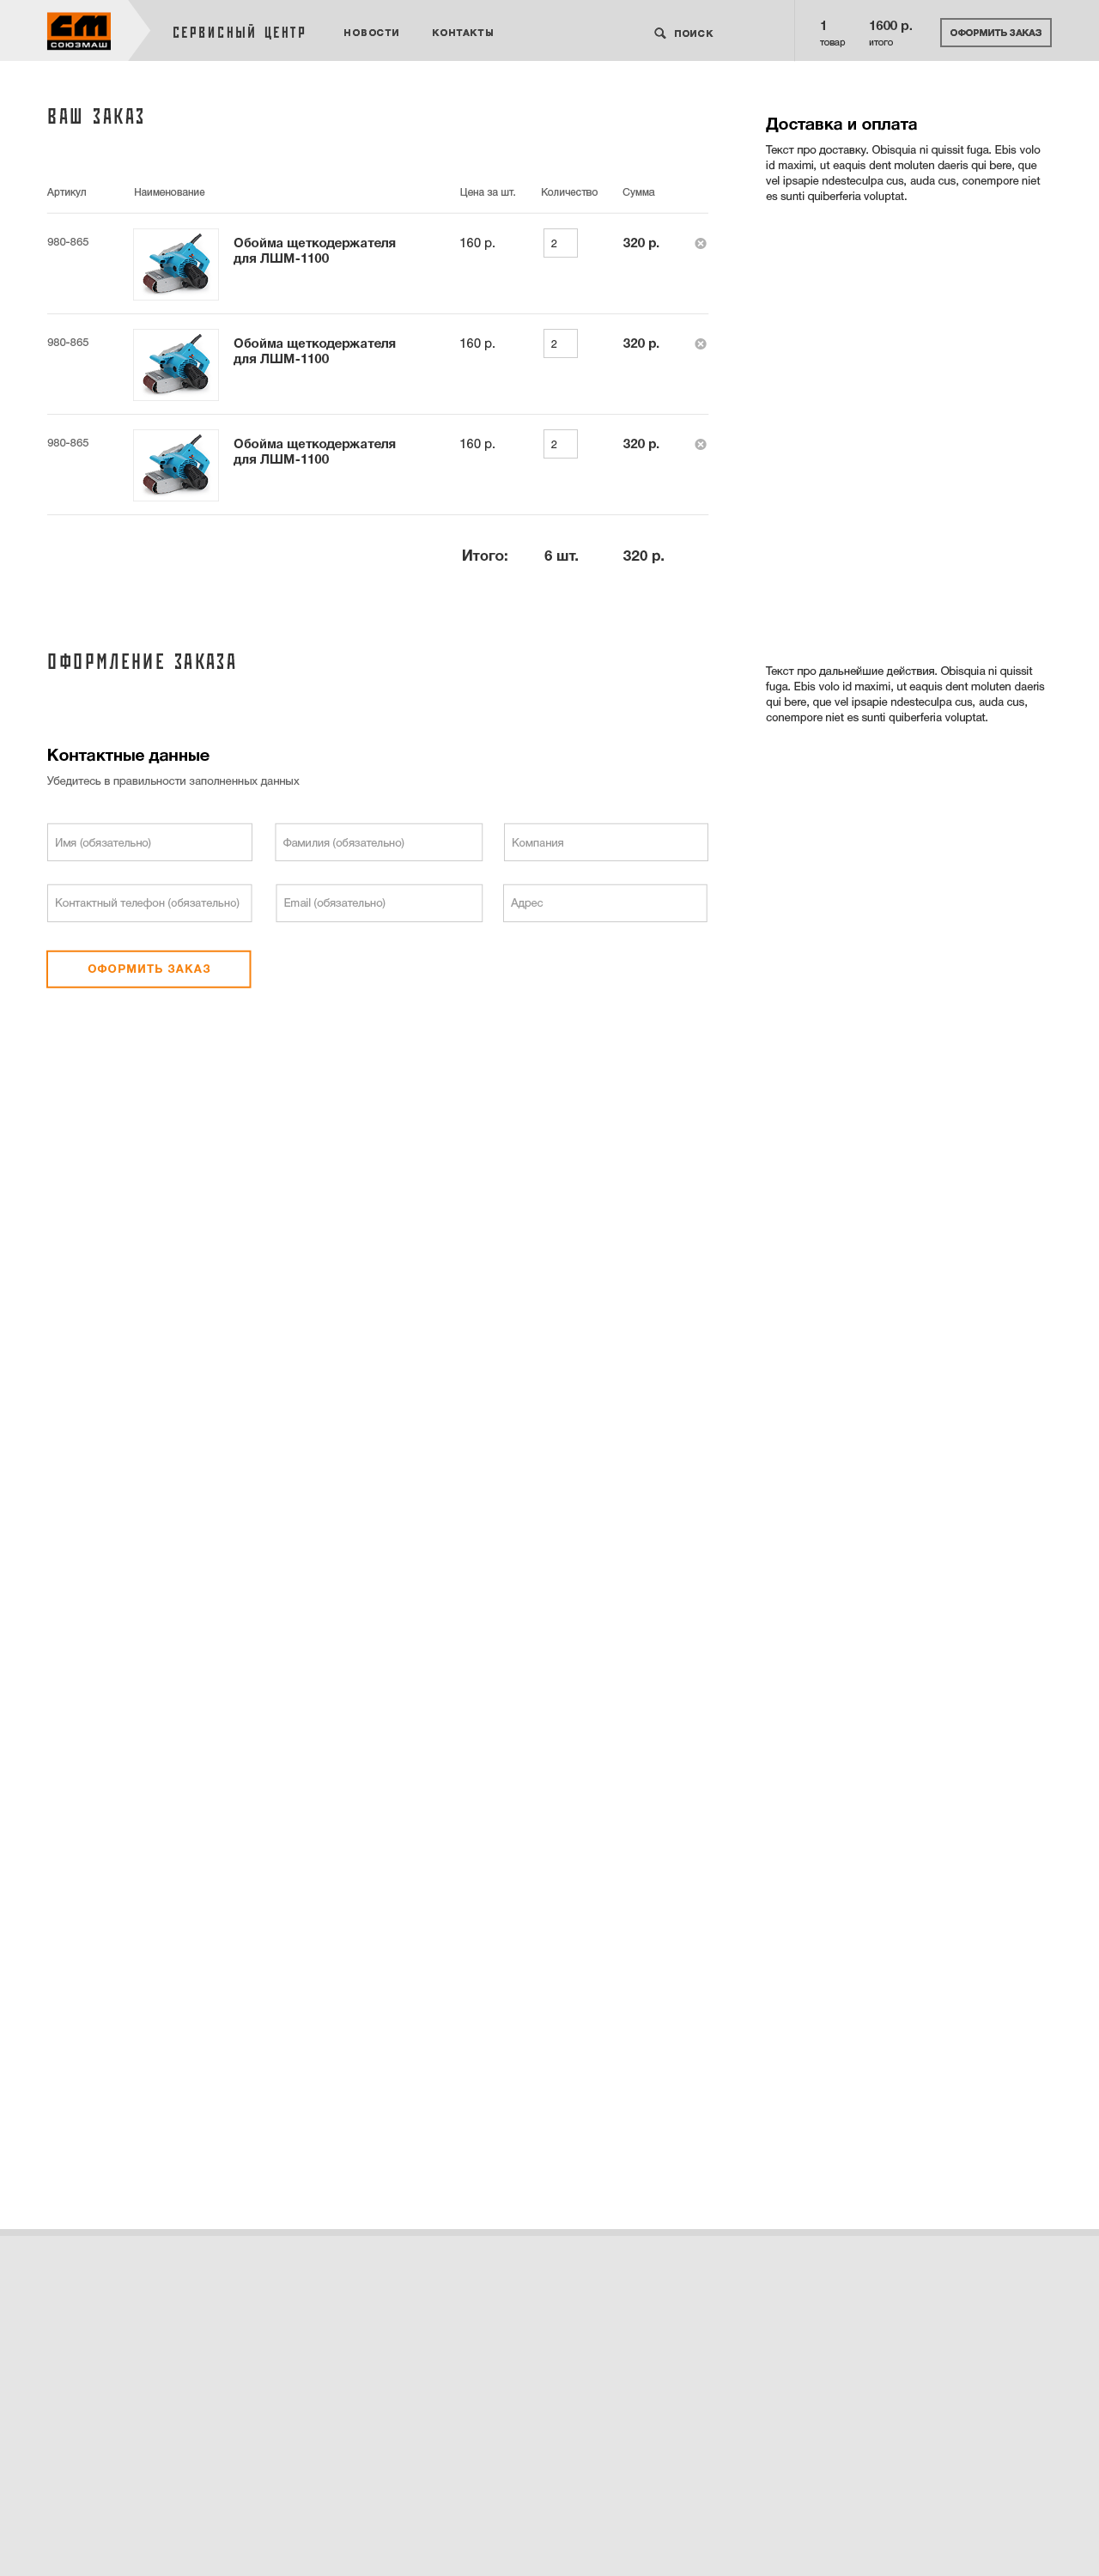 СМ
СОЮЗМАШ
СЕРВИСНЫЙ ЦЕНТР
НОВОСТИ
КОНТАКТЫ
ПОИСК
1
товар
1600 р.
итого
ОФОРМИТЬ ЗАКАЗ
ВАШ ЗАКАЗ
Артикул Наименование Цена за шт. Количество Сумма
980-865 Обойма щеткодержателя 160 р. 2 320 р.
для ЛШМ-1100
980-865 Обойма щеткодержателя 160 р. 2 320 р.
для ЛШМ-1100
980-865 Обойма щеткодержателя 160 р. 2 320 р.
для ЛШМ-1100
Итого: 6 шт. 320 р.
Доставка и оплата
Текст про доставку. Obisquia ni quissit fuga. Ebis volo
id maximi, ut eaquis dent moluten daeris qui bere, que
vel ipsapie ndesteculpa cus, auda cus, conempore niet
es sunti quiberferia voluptat.
ОФОРМЛЕНИЕ ЗАКАЗА
Контактные данные
Убедитесь в правильности заполненных данных
Имя (обязательно) Фамилия (обязательно) Компания
Контактный телефон (обязательно) Email (обязательно) Адрес
ОФОРМИТЬ ЗАКАЗ
Текст про дальнейшие действия. Obisquia ni quissit
fuga. Ebis volo id maximi, ut eaquis dent moluten daeris
qui bere, que vel ipsapie ndesteculpa cus, auda cus,
conempore niet es sunti quiberferia voluptat.